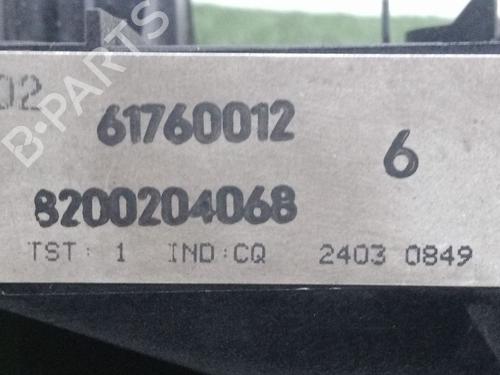 02
61760012
6
8200204068
TST: 1 IND:CQ 2403 0849
B-PARTS